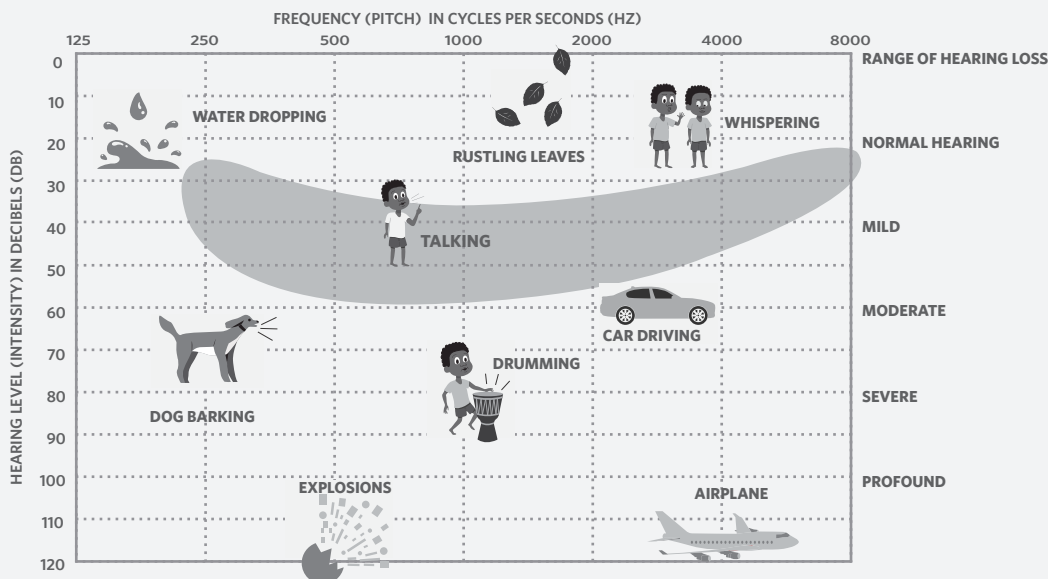 FREQUENCY (PITCH) IN CYCLES PER SECONDS (HZ)
125 250 500 1000 2000 4000 8000
HEARING LEVEL (INTENSITY) IN DECIBELS (DB)
0
RANGE OF HEARING LOSS
10
WATER DROPPING
WHISPERING
20
NORMAL HEARING
RUSTLING LEAVES
30
40
MILD
TALKING
50
60
MODERATE
CAR DRIVING
70
DRUMMING
80
SEVERE
DOG BARKING
90
100
PROFOUND
EXPLOSIONS
AIRPLANE
110
120